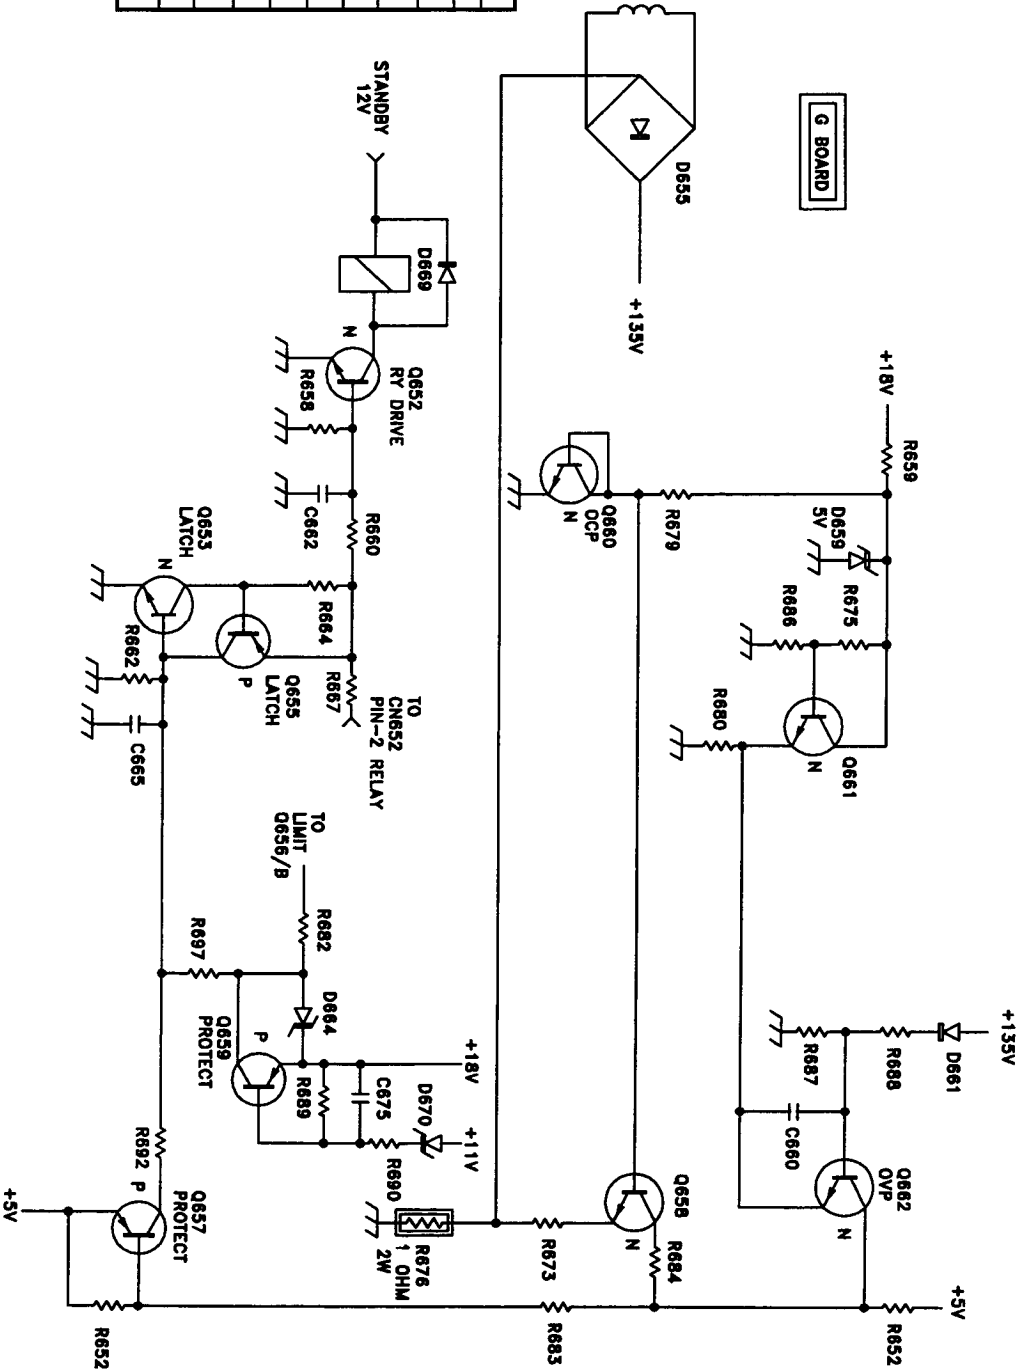 G BOARD
D655
+135V
STANDBY
12V
D669
N
Q652
RY DRIVE
R658
C662
R660
Q653
LATCH
N
R664
R662
P
Q655
LATCH
R667
TO
CN652
PIN-2 RELAY
C665
+18V
R659
D659
5V
R679
Q660
OCP
N
R675
R686
R680
Q661
N
TO
LIMIT
Q656/B
R682
R697
D664
Q659
PROTECT
P
R689
C675
+18V
D670
+11V
R690
R676
1 OHM
2W
R692
P
Q657
PROTECT
+5V
R652
+135V
D661
R688
R687
C660
Q662
OVP
N
Q658
N
R673
R684
R683
+5V
R652